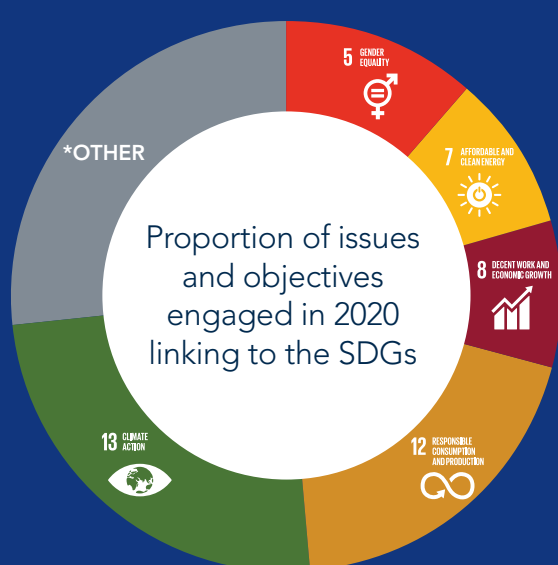 5 GENDER
EQUALITY
7 AFFORDABLE AND
CLEAN ENERGY
*OTHER
Proportion of issues
and objectives
engaged in 2020
linking to the SDGs
8 DECENT WORK AND
ECONOMIC GROWTH
13 CLIMATE
ACTION
12 RESPONSIBLE
CONSUMPTION
AND PRODUCTION